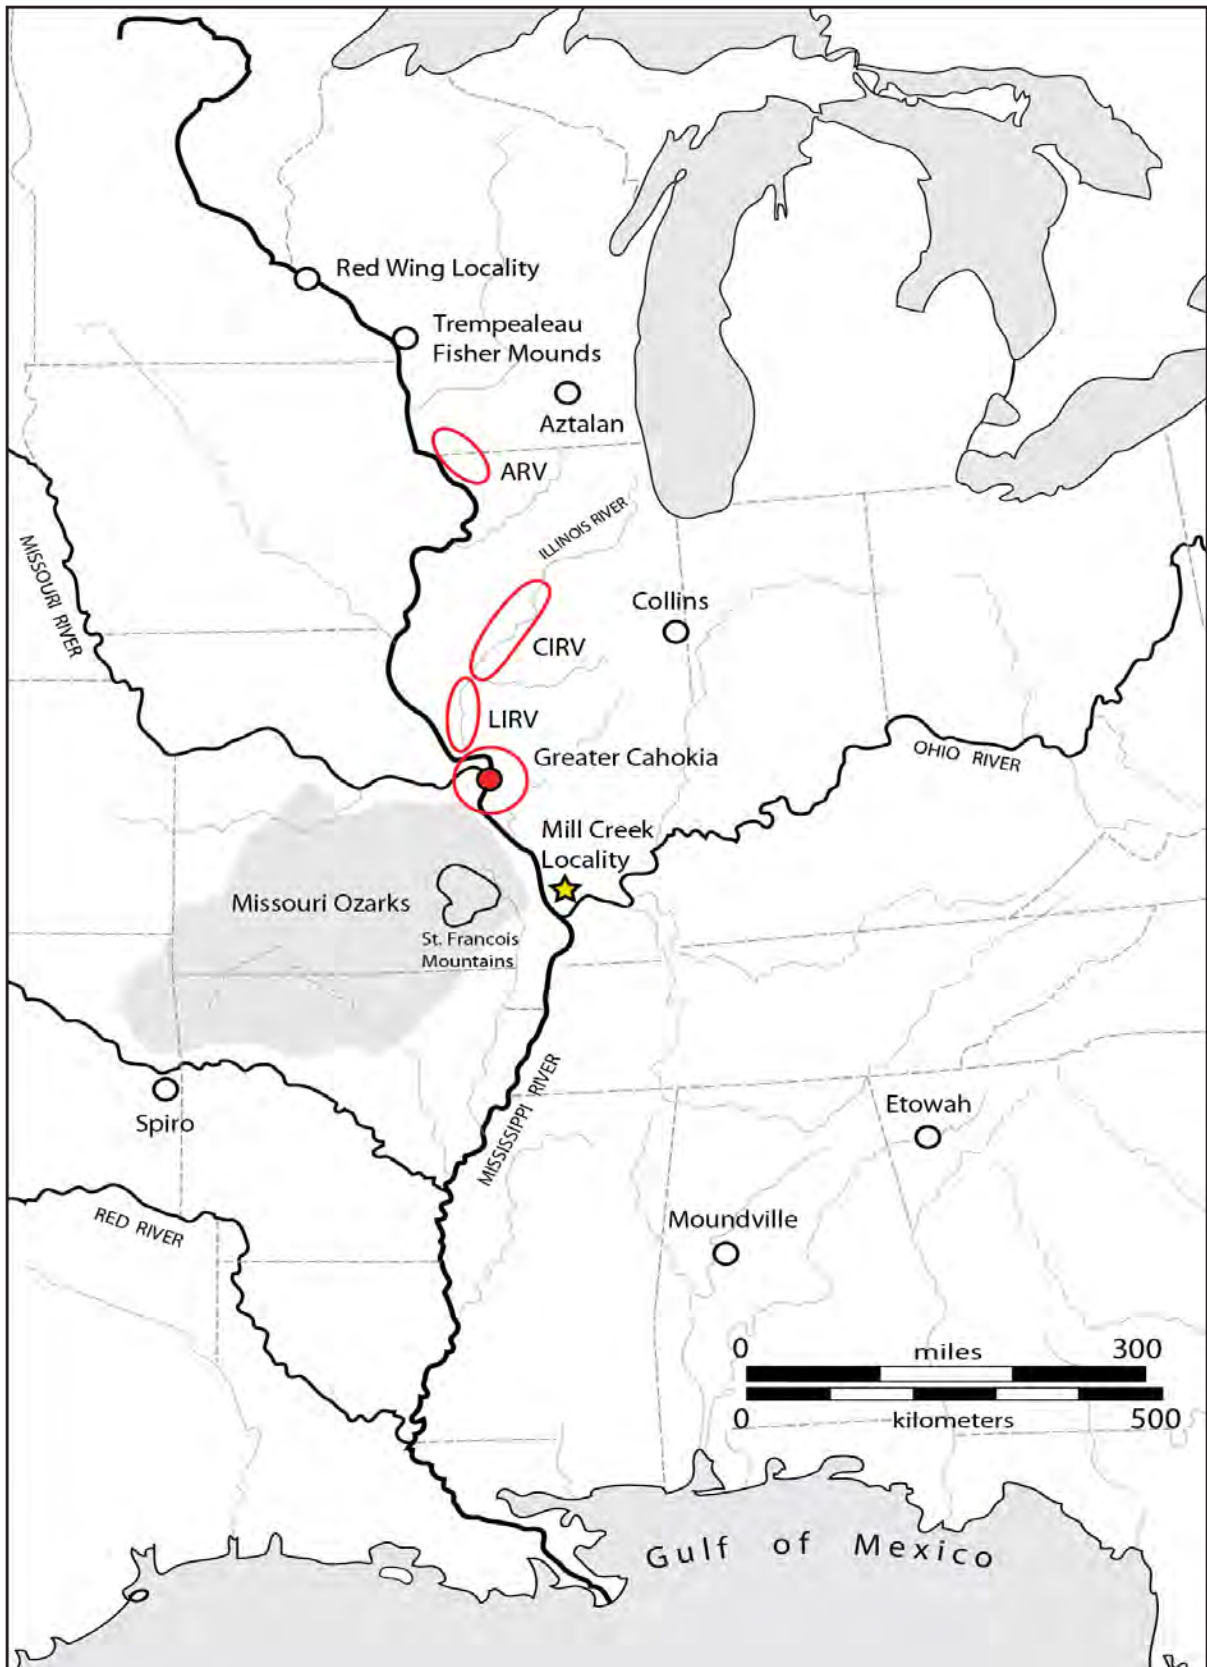 Red Wing Locality
Trempealeau
Fisher Mounds
Aztalan
ARV
ILLINOIS RIVER
MISSOURI RIVER
Collins
CIRV
LIRV
Greater Cahokia
OHIO RIVER
Mill Creek
Locality
Missouri Ozarks
St. Francois
Mountains
MISSISSIPPI RIVER
Spiro
Etowah
RED RIVER
Moundville
0 miles 300
0 kilometers 500
Gulf of Mexico